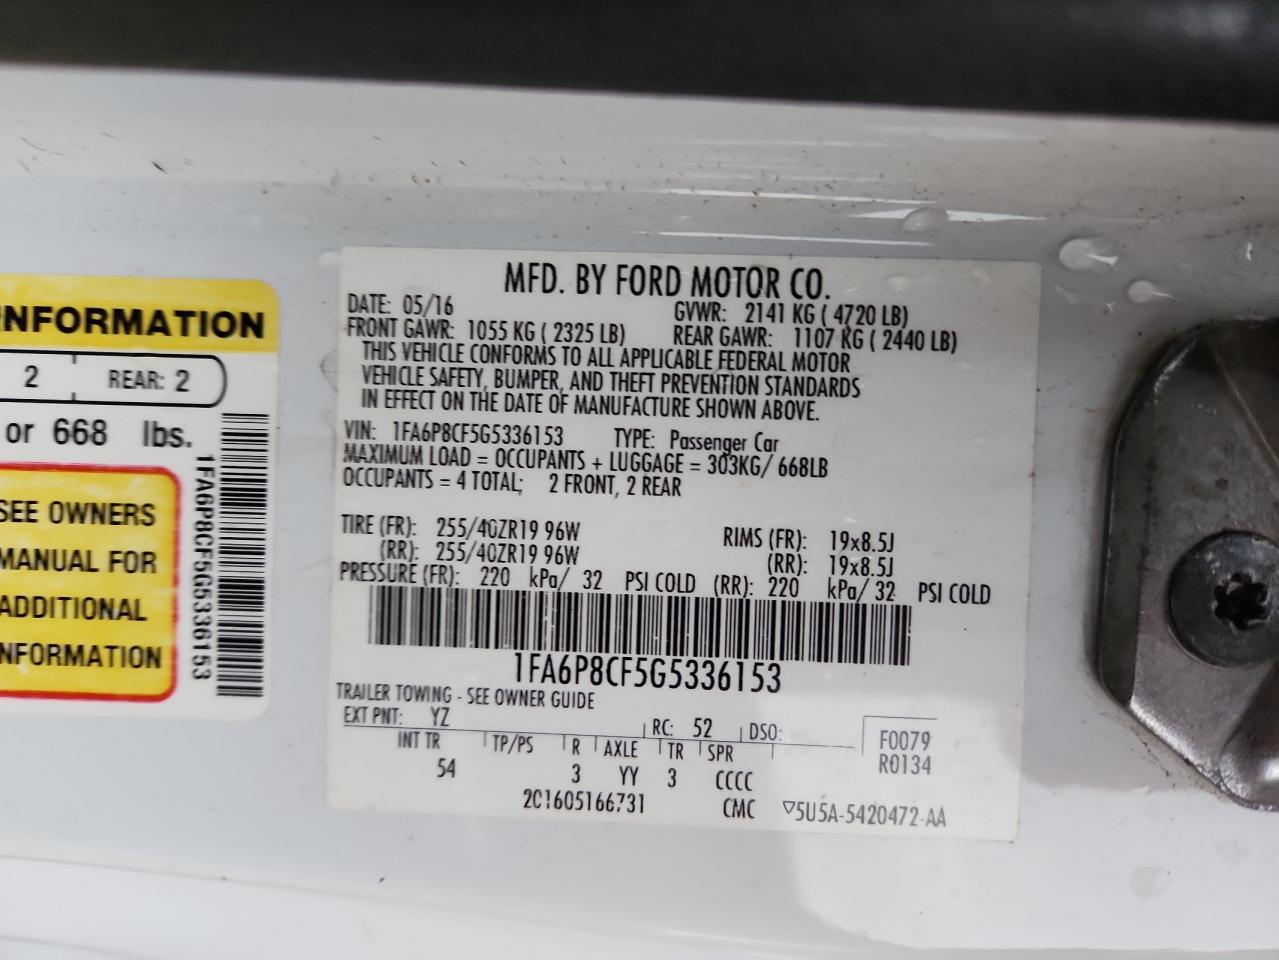 INFORMATION
2 REAR: 2
or 668 lbs.
SEE OWNERS
MANUAL FOR
ADDITIONAL
INFORMATION
1FA6P8CF5G5336153
MFD. BY FORD MOTOR CO.
DATE: 05/16 GVWR: 2141 KG ( 4720 LB)
FRONT GAWR: 1055 KG ( 2325 LB) REAR GAWR: 1107 KG ( 2440 LB)
THIS VEHICLE CONFORMS TO ALL APPLICABLE FEDERAL MOTOR
VEHICLE SAFETY, BUMPER, AND THEFT PREVENTION STANDARDS
IN EFFECT ON THE DATE OF MANUFACTURE SHOWN ABOVE.
VIN: 1FA6P8CF5G5336153 TYPE: Passenger Car
MAXIMUM LOAD = OCCUPANTS + LUGGAGE = 303KG/ 668LB
OCCUPANTS = 4 TOTAL; 2 FRONT, 2 REAR
TIRE (FR): 255/40ZR19 96W RIMS (FR): 19x8.5J
(RR): 255/40ZR19 96W (RR): 19x8.5J
PRESSURE (FR): 220 kPa/ 32 PSI COLD (RR): 220 kPa/ 32 PSI COLD
1FA6P8CF5G5336153
TRAILER TOWING - SEE OWNER GUIDE
EXT PNT: YZ RC: 52 DSO: F0079
INT TR TP/PS R AXLE TR SPR R0134
54 3 YY 3 CCCC
2C1605166731 CMC ▽5U5A-5420472-AA